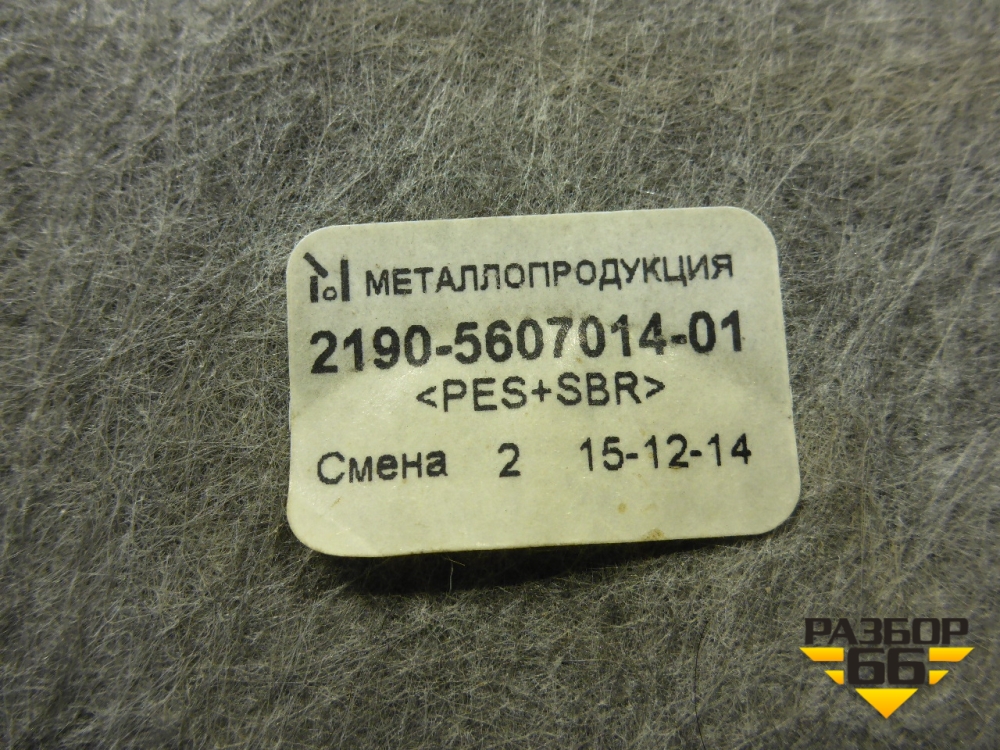 МЕТАЛЛОПРОДУКЦИЯ
2190-5607014-01
<PES+SBR>
Смена 2 15-12-14
РАЗБОР
66